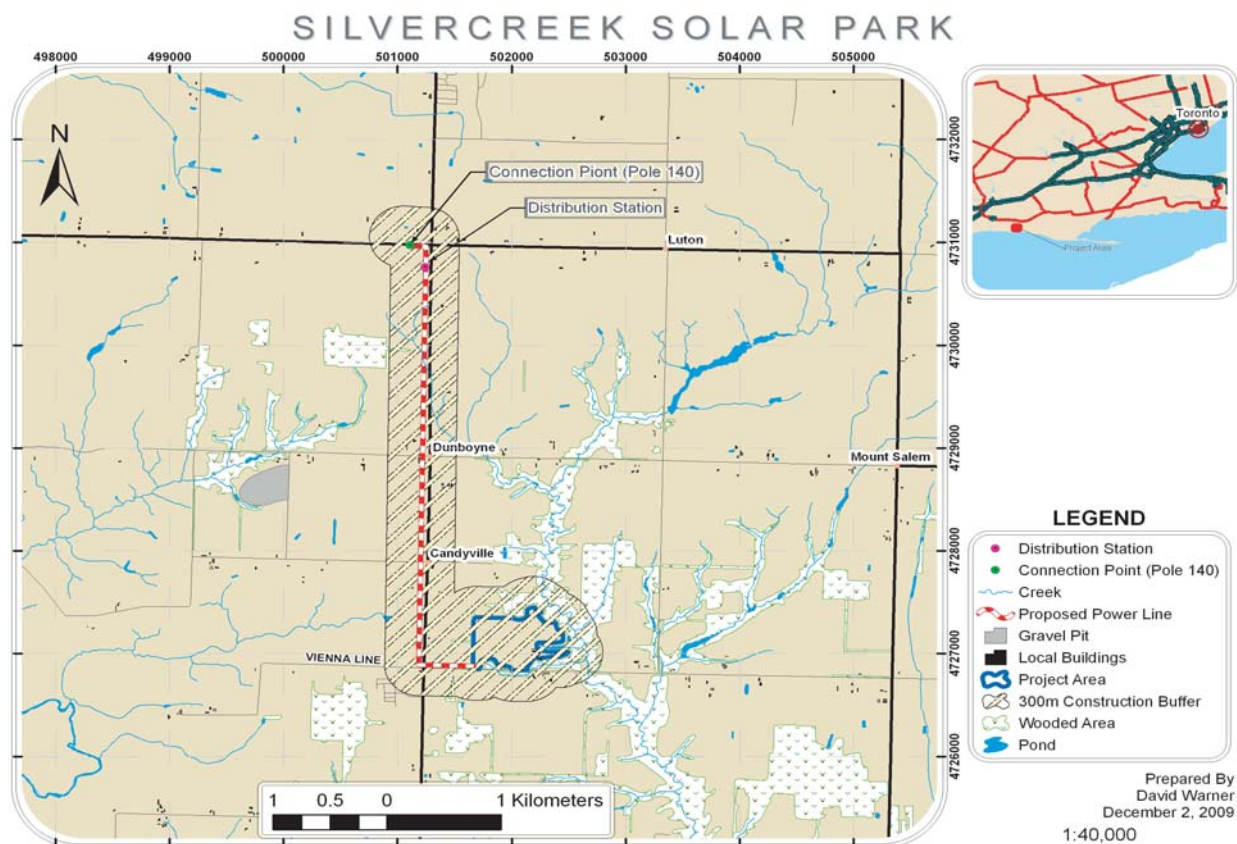 SILVERCREEK SOLAR PARK
498000 499000 500000 501000 502000 503000 504000 505000
N
Connection Piont (Pole 140)
Distribution Station
Luton
Dunboyne
Mount Salem
Candyville
VIENNA LINE
4732000
4731000
4730000
4729000
4728000
4727000
4726000
1 0.5 0 1 Kilometers
Toronto
Project Area
LEGEND
Distribution Station
Connection Point (Pole 140)
Creek
Proposed Power Line
Gravel Pit
Local Buildings
Project Area
300m Construction Buffer
Wooded Area
Pond
Prepared By
David Warner
December 2, 2009
1:40,000